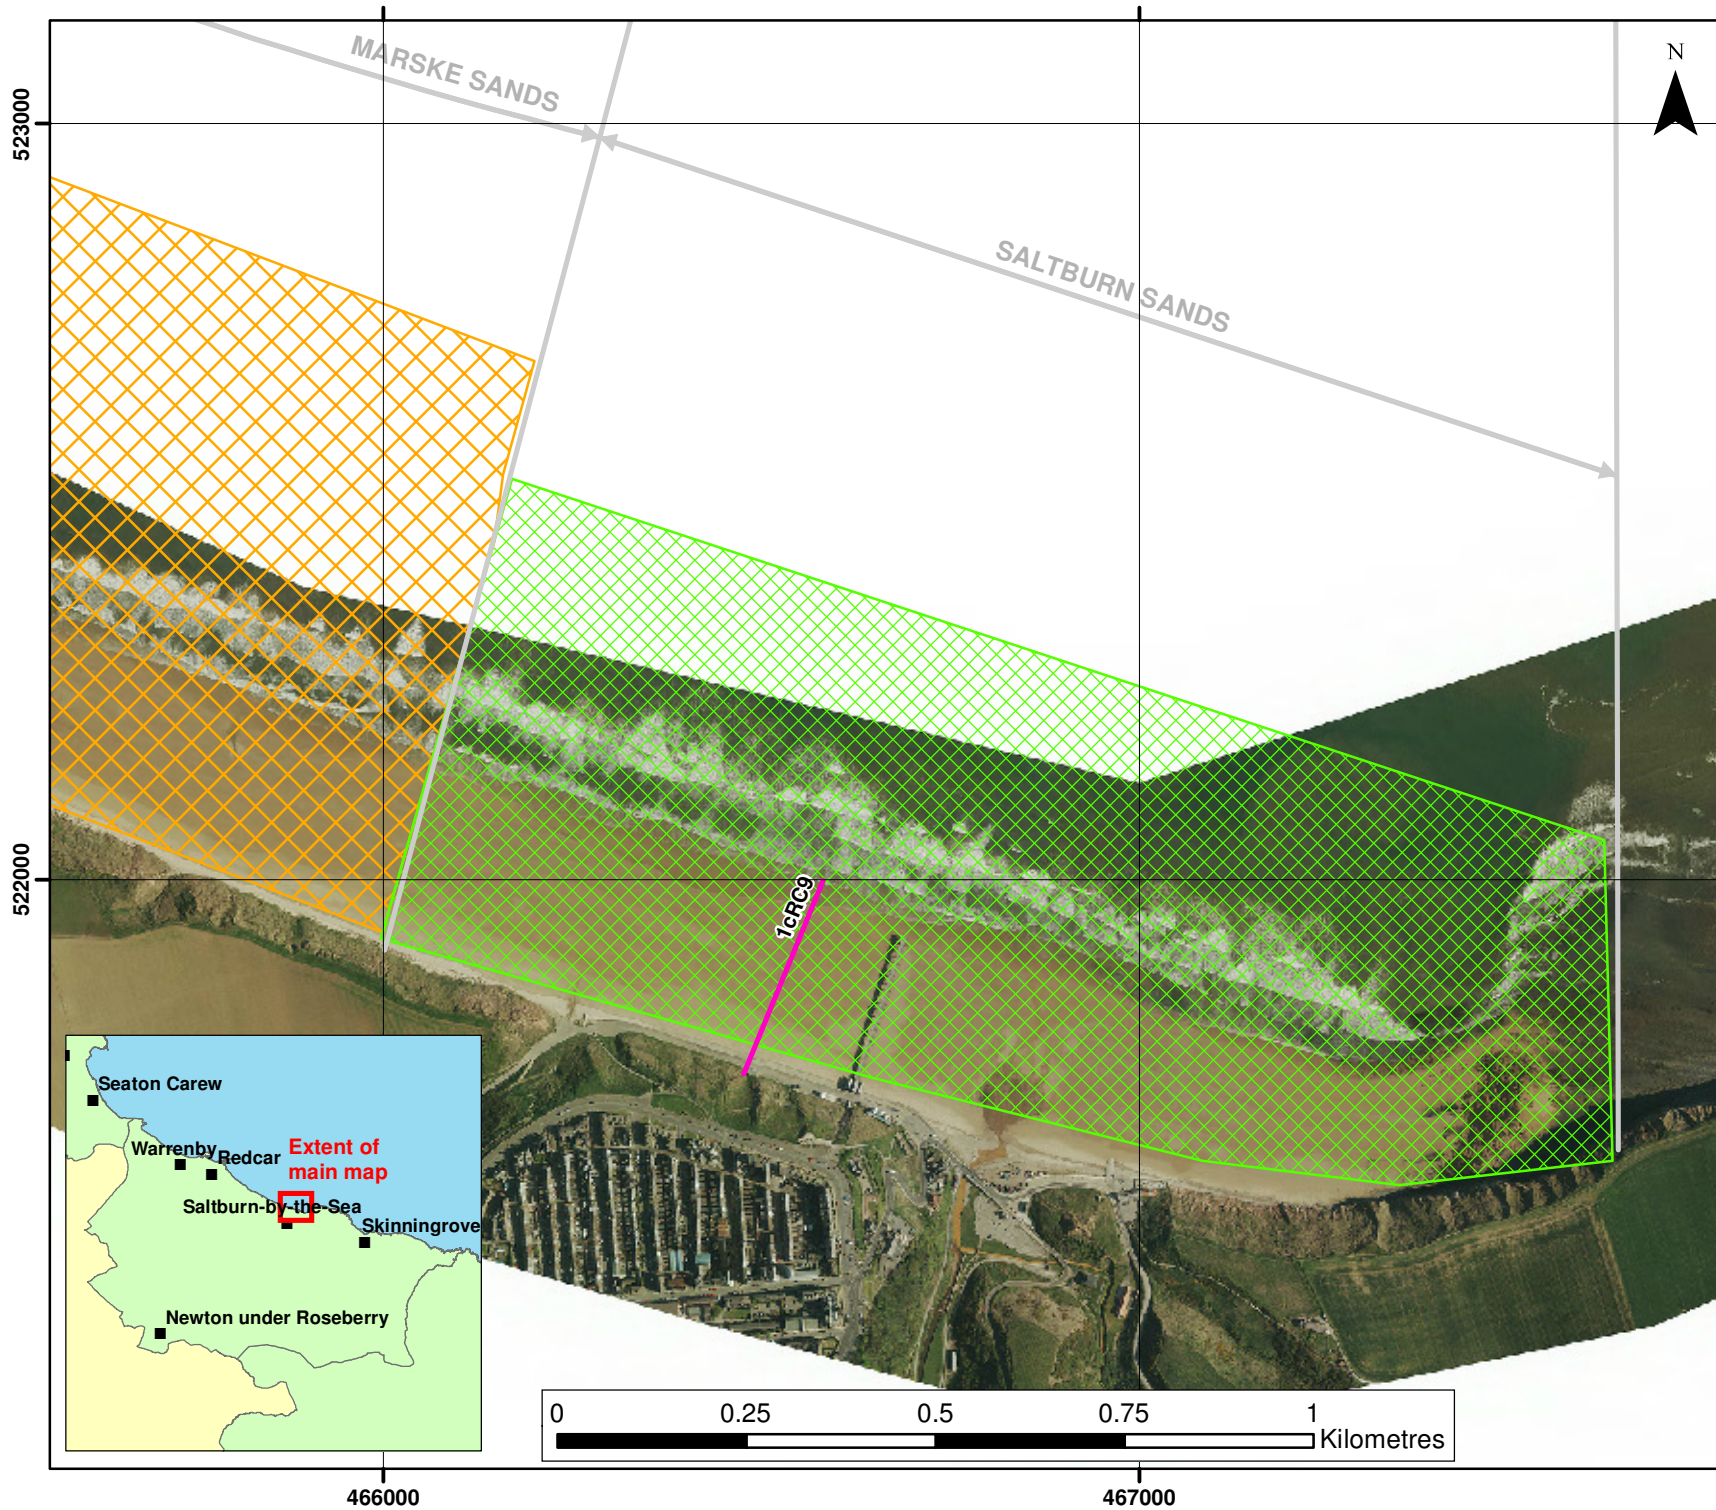 MARSKE SANDS
N
523000
SALTBURN SANDS
522000
1cRC9
Seaton Carew
Warrenby
Redcar
Extent of
main map
Saltburn-by-the-Sea
Skinningrove
Newton under Roseberry
0 0.25 0.5 0.75 1
Kilometres
466000 467000